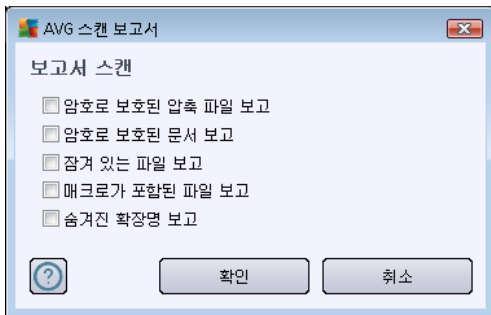 AVG 스캔 보고서
보고서 스캔
암호로 보호된 압축 파일 보고
암호로 보호된 문서 보고
잠겨 있는 파일 보고
매크로가 포함된 파일 보고
숨겨진 확장명 보고
확인
취소